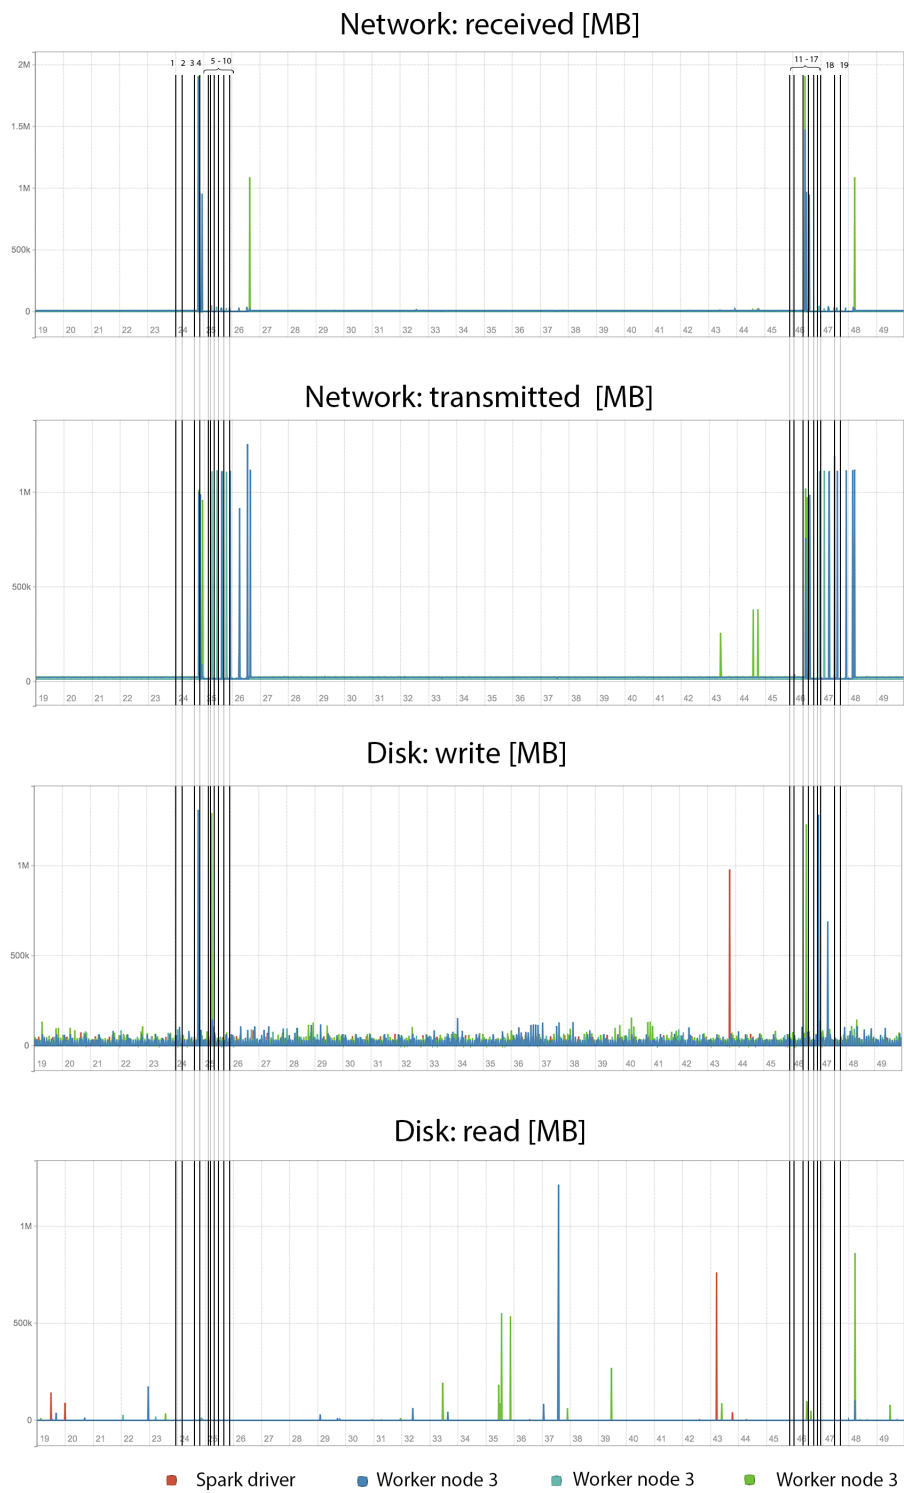 Network: received [MB]
1 2 3 4 5 - 10 11 - 17 18 19
2M
1.5M
1M
500k
0
19 20 21 22 23 24 25 26 27 28 29 30 31 32 33 34 35 36 37 38 39 40 41 42 43 44 45 46 47 48 49
Network: transmitted [MB]
1M
500k
0
19 20 21 22 23 24 25 26 27 28 29 30 31 32 33 34 35 36 37 38 39 40 41 42 43 44 45 46 47 48 49
Disk: write [MB]
1M
500k
0
19 20 21 22 23 24 25 26 27 28 29 30 31 32 33 34 35 36 37 38 39 40 41 42 43 44 45 46 47 48 49
Disk: read [MB]
1M
500k
0
19 20 21 22 23 24 25 26 27 28 29 30 31 32 33 34 35 36 37 38 39 40 41 42 43 44 45 46 47 48 49
Spark driver Worker node 3 Worker node 3 Worker node 3